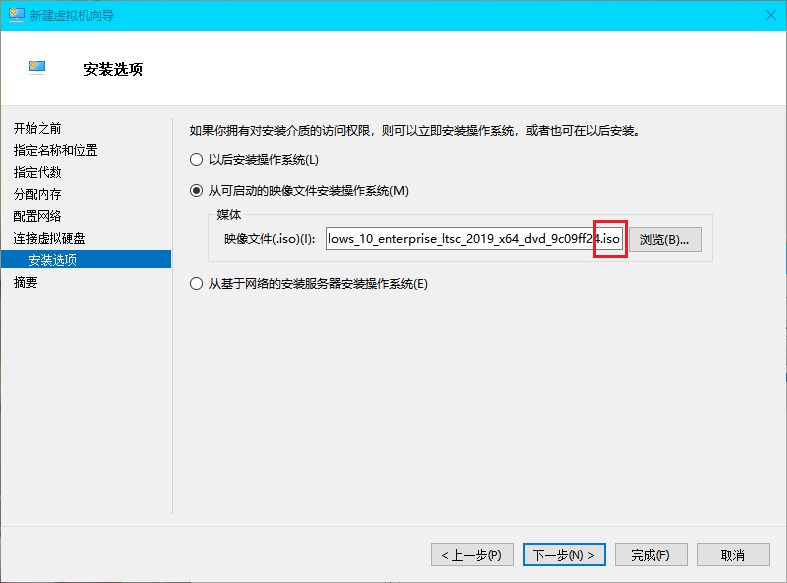 新建虚拟机向导
安装选项
开始之前
指定名称和位置
指定代数
分配内存
配置网络
连接虚拟硬盘
安装选项
摘要
如果你拥有对安装介质的访问权限，则可以立即安装操作系统，或者也可在以后安装。
以后安装操作系统(L)
从可启动的映像文件安装操作系统(M)
媒体
映像文件(.iso)(I): lows_10_enterprise_ltsc_2019_x64_dvd_9c09ff24.iso 浏览(B)...
从基于网络的安装服务器安装操作系统(E)
< 上一步(P) 下一步(N) > 完成(F) 取消